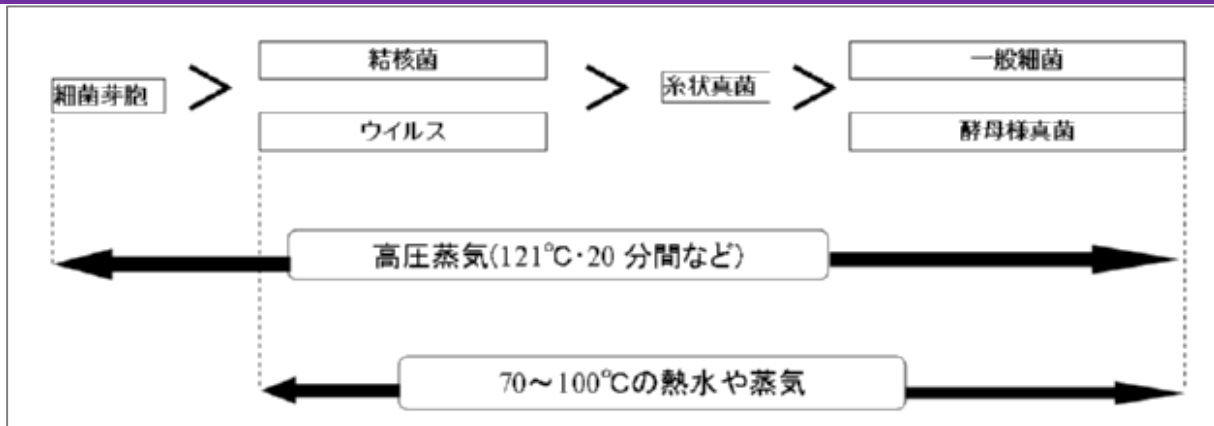 結核菌
一般細菌
細菌芽胞
>
>
糸状真菌
>
ウイルス
酵母様真菌
高圧蒸気(121℃・20 分間など)
70～100℃の熱水や蒸気